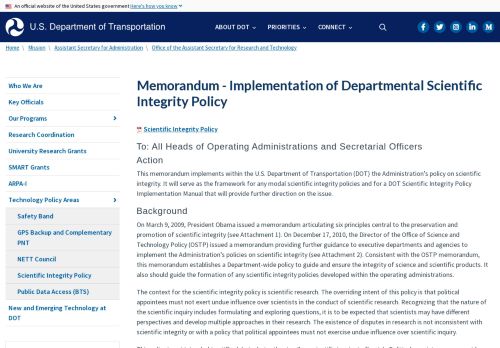 An official website of the United States government Here's how you know
U.S. Department of Transportation
ABOUT DOT
PRIORITIES
CONNECT
Home \ Mission \ Assistant Secretary for Administration \ Office of the Assistant Secretary for Research and Technology
Who We Are
Key Officials
Our Programs
Research Coordination
University Research Grants
SMART Grants
ARPA-I
Technology Policy Areas
Safety Band
GPS Backup and Complementary
PNT
NETT Council
Scientific Integrity Policy
Public Data Access (BTS)
New and Emerging Technology at
DOT
Memorandum - Implementation of Departmental Scientific
Integrity Policy
Scientific Integrity Policy
To: All Heads of Operating Administrations and Secretarial Officers
Action
This memorandum implements within the U.S. Department of Transportation (DOT) the Administration's policy on scientific
integrity. It will serve as the framework for any modal scientific integrity policies and for a DOT Scientific Integrity Policy
Implementation Manual that will provide further direction on the issue.
Background
On March 9, 2009, President Obama issued a memorandum articulating six principles central to the preservation and
promotion of scientific integrity (see Attachment 1). On December 17, 2010, the Director of the Office of Science and
Technology Policy (OSTP) issued a memorandum providing further guidance to executive departments and agencies to
implement the Administration's policies on scientific integrity (see Attachment 2). Consistent with the OSTP memorandum,
this memorandum establishes a Department-wide policy to guide and ensure the integrity of science and scientific products. It
also should guide the formation of any scientific integrity policies developed within the operating administrations.
The context for the scientific integrity policy is scientific research. The overriding intent of this policy is that political
appointees must not exert undue influence over scientists in the conduct of scientific research. Recognizing that the nature of
the scientific inquiry includes formulating and exploring questions, it is to be expected that scientists may have different
perspectives and develop multiple approaches in their research. The existence of disputes in research is not inconsistent with
scientific integrity or with a policy that political appointees must not exercise undue influence over scientific inquiry.